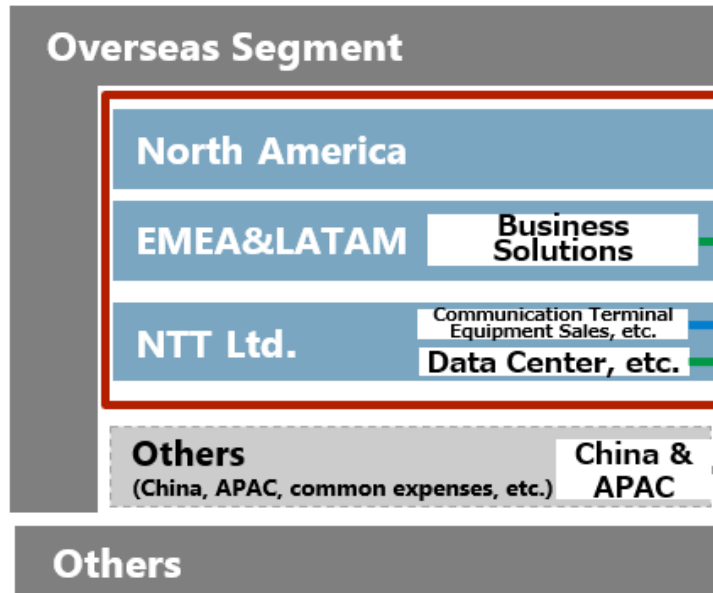 Overseas Segment
North America
EMEA&LATAM
Business
Solutions
NTT Ltd.
Communication Terminal
Equipment Sales, etc.
Data Center, etc.
Others
(China, APAC, common expenses, etc.)
China &
APAC
Others